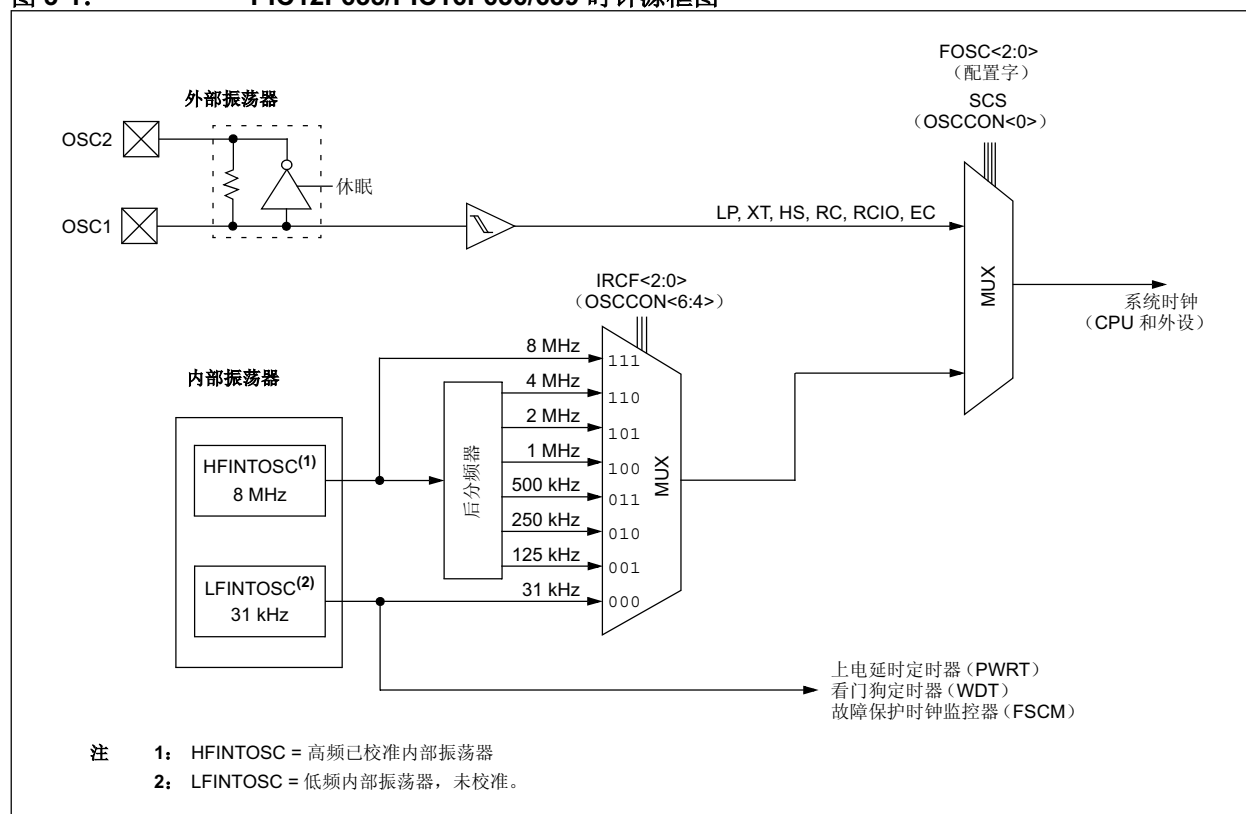 FOSC<2:0>
（配置字）
SCS
（OSCCON<0>）
外部振荡器
OSC2
休眠
OSC1
LP, XT, HS, RC, RCIO, EC
MUX
系统时钟
（CPU 和外设）
IRCF<2:0>
（OSCCON<6:4>）
内部振荡器
HFINTOSC(1)
8 MHz
LFINTOSC(2)
31 kHz
后分频器
8 MHz
111
4 MHz
110
2 MHz
101
1 MHz
100
500 kHz
011
250 kHz
010
125 kHz
001
31 kHz
000
MUX
上电延时定时器（PWRT）
看门狗定时器（WDT）
故障保护时钟监控器（FSCM）
注 1： HFINTOSC = 高频已校准内部振荡器
2： LFINTOSC = 低频内部振荡器，未校准。